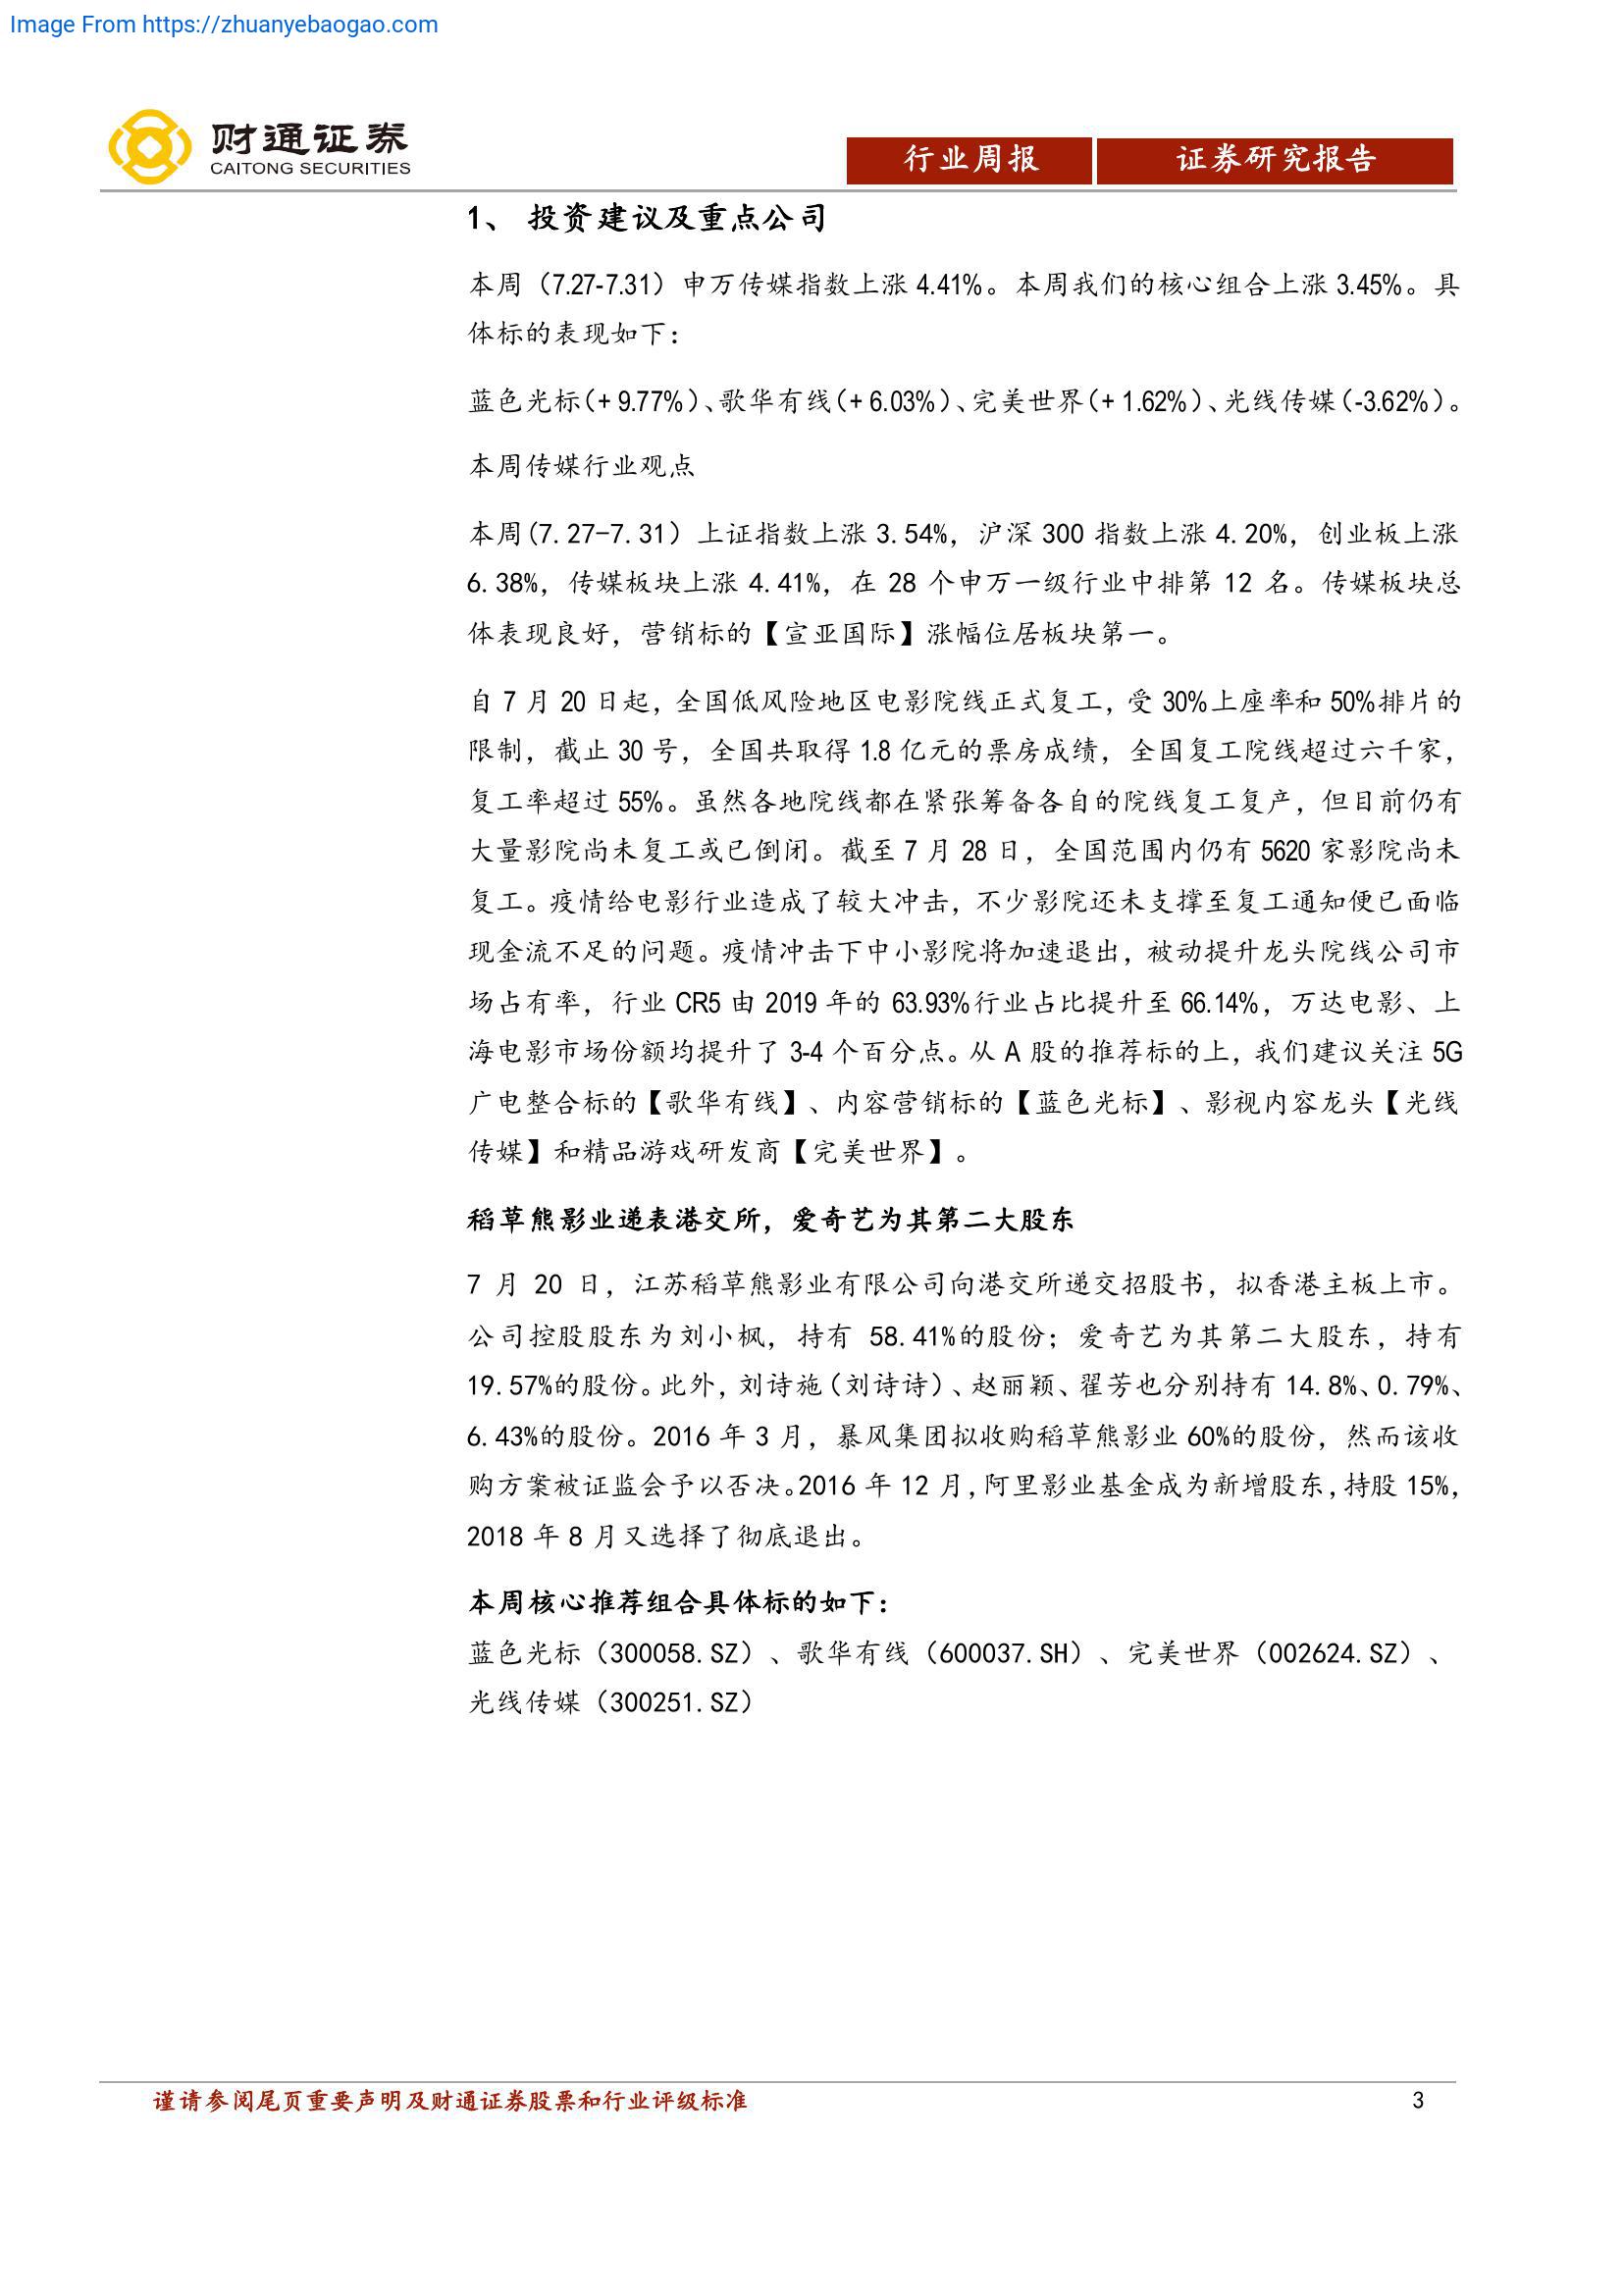 Image From https://zhuanyebaogao.com
财通证券
CAITONG SECURITIES
行业周报
证券研究报告
1、 投资建议及重点公司
本周（7.27-7.31）申万传媒指数上涨 4.41%。本周我们的核心组合上涨 3.45%。具
体标的表现如下：
蓝色光标（+ 9.77%）、歌华有线（+ 6.03%）、完美世界（+ 1.62%）、光线传媒（-3.62%）。
本周传媒行业观点
本周(7.27-7.31）上证指数上涨 3.54%，沪深 300 指数上涨 4.20%，创业板上涨
6.38%，传媒板块上涨 4.41%，在 28 个申万一级行业中排第 12 名。传媒板块总
体表现良好，营销标的【宣亚国际】涨幅位居板块第一。
自 7 月 20 日起，全国低风险地区电影院线正式复工，受 30%上座率和 50%排片的
限制，截止 30 号，全国共取得 1.8 亿元的票房成绩，全国复工院线超过六千家，
复工率超过 55%。虽然各地院线都在紧张筹备各自的院线复工复产，但目前仍有
大量影院尚未复工或已倒闭。截至 7 月 28 日，全国范围内仍有 5620 家影院尚未
复工。疫情给电影行业造成了较大冲击，不少影院还未支撑至复工通知便已面临
现金流不足的问题。疫情冲击下中小影院将加速退出，被动提升龙头院线公司市
场占有率，行业 CR5 由 2019 年的 63.93%行业占比提升至 66.14%，万达电影、上
海电影市场份额均提升了 3-4 个百分点。从 A 股的推荐标的上，我们建议关注 5G
广电整合标的【歌华有线】、内容营销标的【蓝色光标】、影视内容龙头【光线
传媒】和精品游戏研发商【完美世界】。
稻草熊影业递表港交所，爱奇艺为其第二大股东
7 月 20 日，江苏稻草熊影业有限公司向港交所递交招股书，拟香港主板上市。
公司控股股东为刘小枫，持有 58.41%的股份；爱奇艺为其第二大股东，持有
19.57%的股份。此外，刘诗施（刘诗诗）、赵丽颖、翟芳也分别持有 14.8%、0.79%、
6.43%的股份。2016 年 3 月，暴风集团拟收购稻草熊影业 60%的股份，然而该收
购方案被证监会予以否决。2016 年 12 月，阿里影业基金成为新增股东，持股 15%，
2018 年 8 月又选择了彻底退出。
本周核心推荐组合具体标的如下：
蓝色光标（300058.SZ）、歌华有线（600037.SH）、完美世界（002624.SZ）、
光线传媒（300251.SZ）
谨请参阅尾页重要声明及财通证券股票和行业评级标准
3